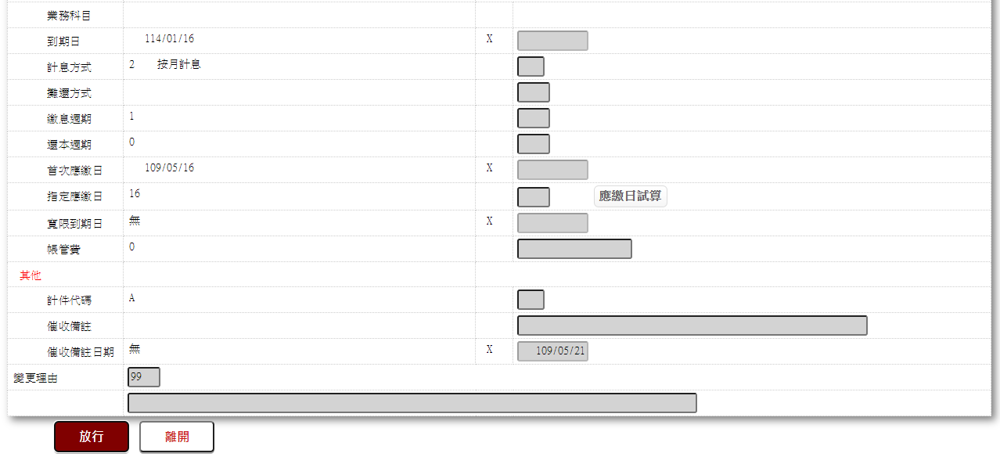 業務科目
到期日 114/01/16 X
計息方式 2 按月計息
攤還方式
繳息週期 1
還本週期 0
首次應繳日 109/05/16 X
指定應繳日 16 應繳日試算
寬限到期日 無 X
帳管費 0
其他
計件代碼 A
催收備註
催收備註日期 無 X 109/05/21
變更理由 99
放行 離開